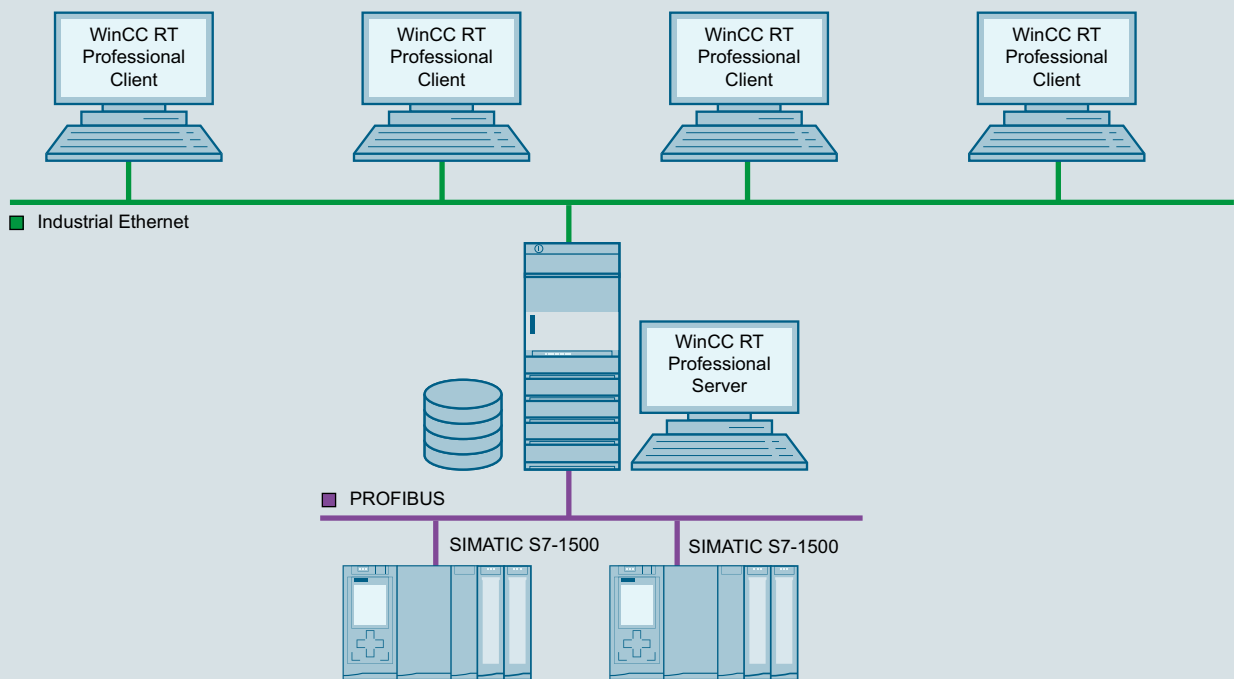 WinCC RT
Professional
Client
WinCC RT
Professional
Client
WinCC RT
Professional
Client
WinCC RT
Professional
Client
Industrial Ethernet
WinCC RT
Professional
Server
PROFIBUS
SIMATIC S7-1500
SIMATIC S7-1500